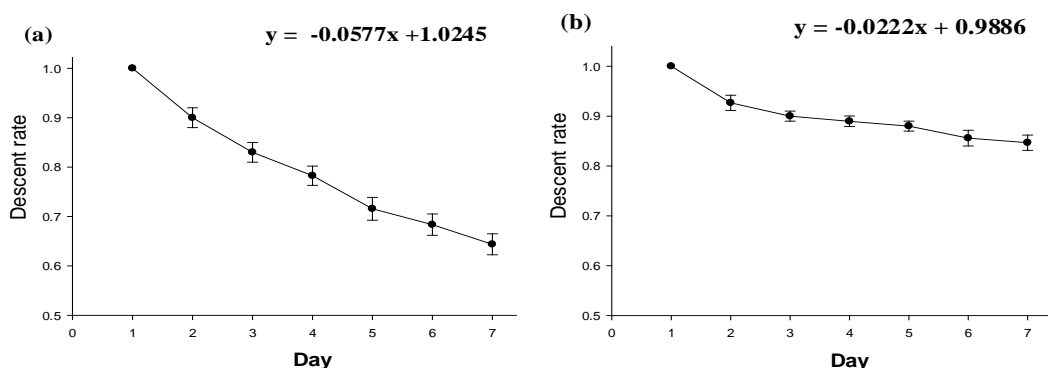 (a)
y = -0.0577x +1.0245
1.0
0.9
0.8
0.7
0.6
0.5
Descent rate
0 1 2 3 4 5 6 7
Day
(b)
y = -0.0222x + 0.9886
1.0
0.9
0.8
0.7
0.6
0.5
Descent rate
0 1 2 3 4 5 6 7
Day